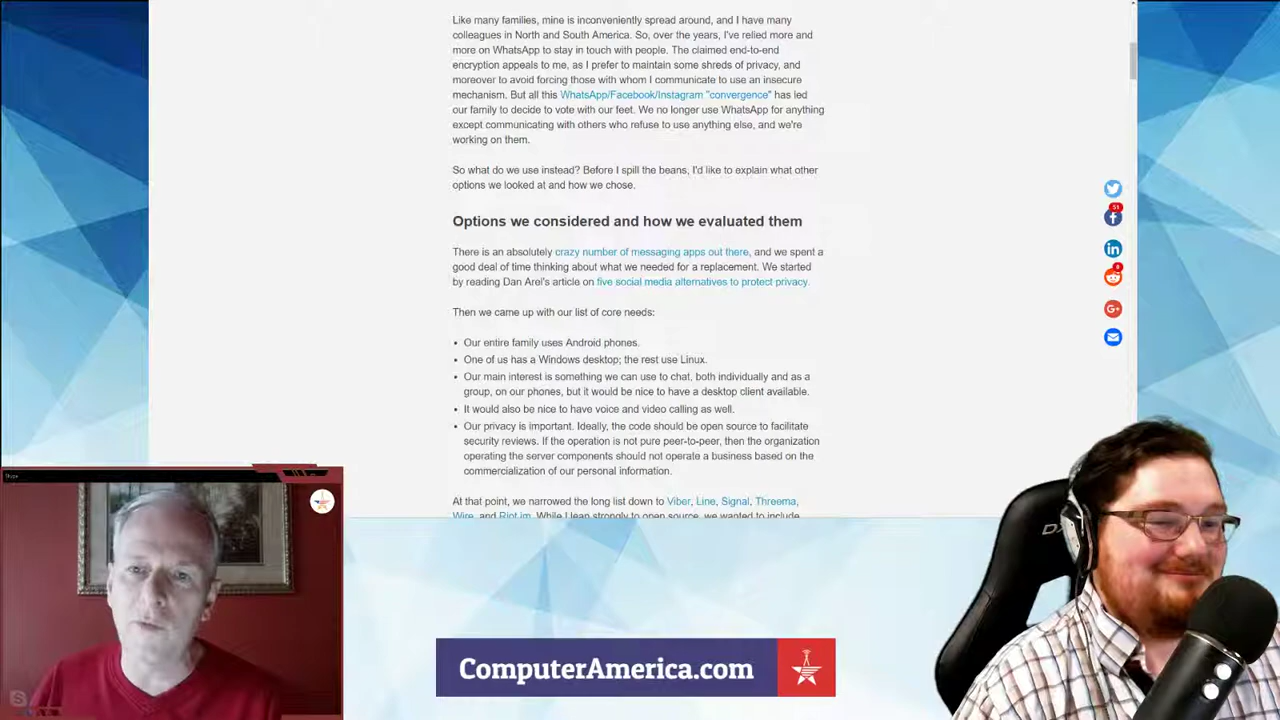 Like many families, mine is inconveniently spread around, and I have many
colleagues in North and South America. So, over the years, I've relied more and
more on WhatsApp to stay in touch with people. The claimed end-to-end
encryption appeals to me, as I prefer to maintain some shreds of privacy, and
moreover to avoid forcing those with whom I communicate to use an insecure
mechanism. But all this WhatsApp/Facebook/Instagram "convergence" has led
our family to decide to vote with our feet. We no longer use WhatsApp for anything
except communicating with others who refuse to use anything else, and we're
working on them.
So what do we use instead? Before I spill the beans, I'd like to explain what other
options we looked at and how we chose.
Options we considered and how we evaluated them
There is an absolutely crazy number of messaging apps out there, and we spent a
good deal of time thinking about what we needed for a replacement. We started
by reading Dan Arel's article on five social media alternatives to protect privacy.
Then we came up with our list of core needs:
• Our entire family uses Android phones.
• One of us has a Windows desktop; the rest use Linux.
• Our main interest is something we can use to chat, both individually and as a
group, on our phones, but it would be nice to have a desktop client available.
• It would also be nice to have voice and video calling as well.
• Our privacy is important. Ideally, the code should be open source to facilitate
security reviews. If the operation is not pure peer-to-peer, then the organization
operating the server components should not operate a business based on the
commercialization of our personal information.
At that point, we narrowed the long list down to Viber, Line, Signal, Threema,
Wire, and Riot.im. While I lean strongly to open source, we wanted to include
51
f
in
G+
Skype
S
DX
ComputerAmerica.com